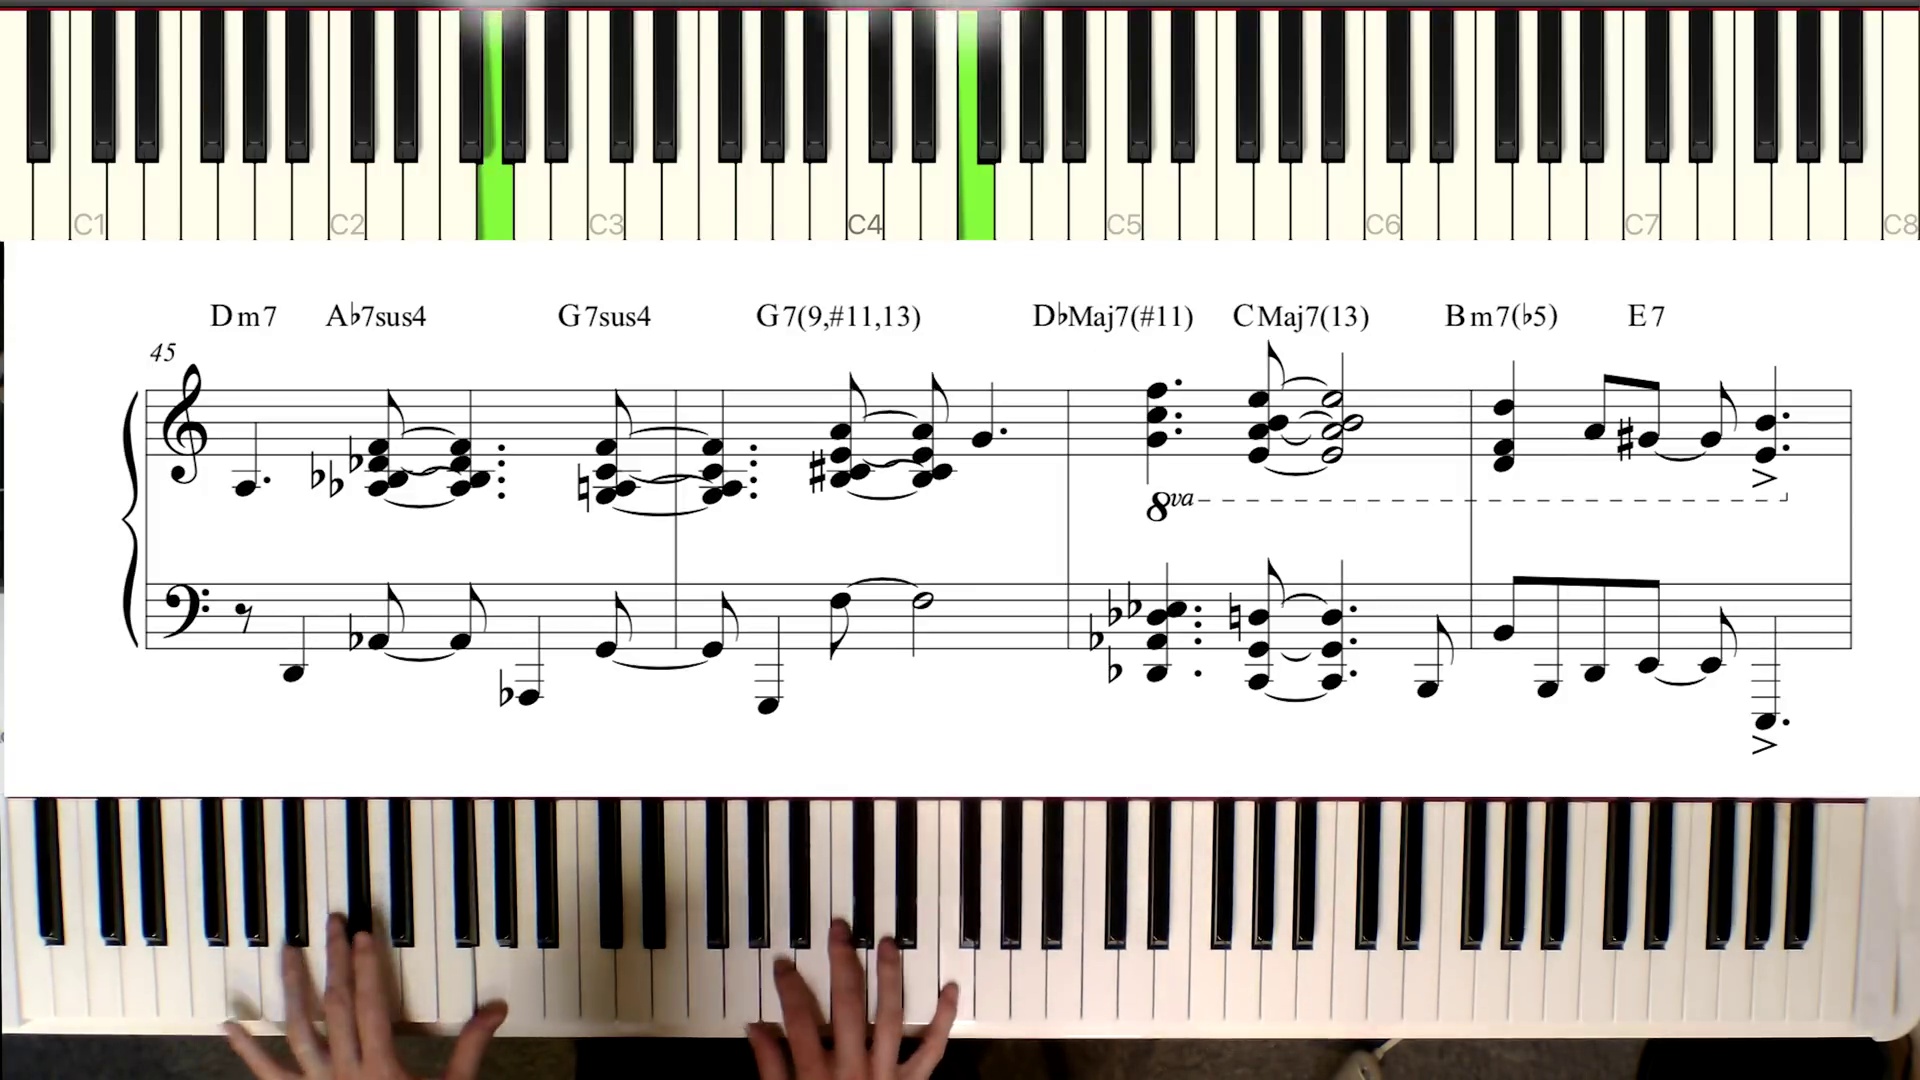 C1 C2 C3 C4 C5 C6 C7 C8
Dm7 A♭7sus4 G7sus4 G7(9,#11,13) D♭Maj7(#11) CMaj7(13) Bm7(♭5) E7
45
8va